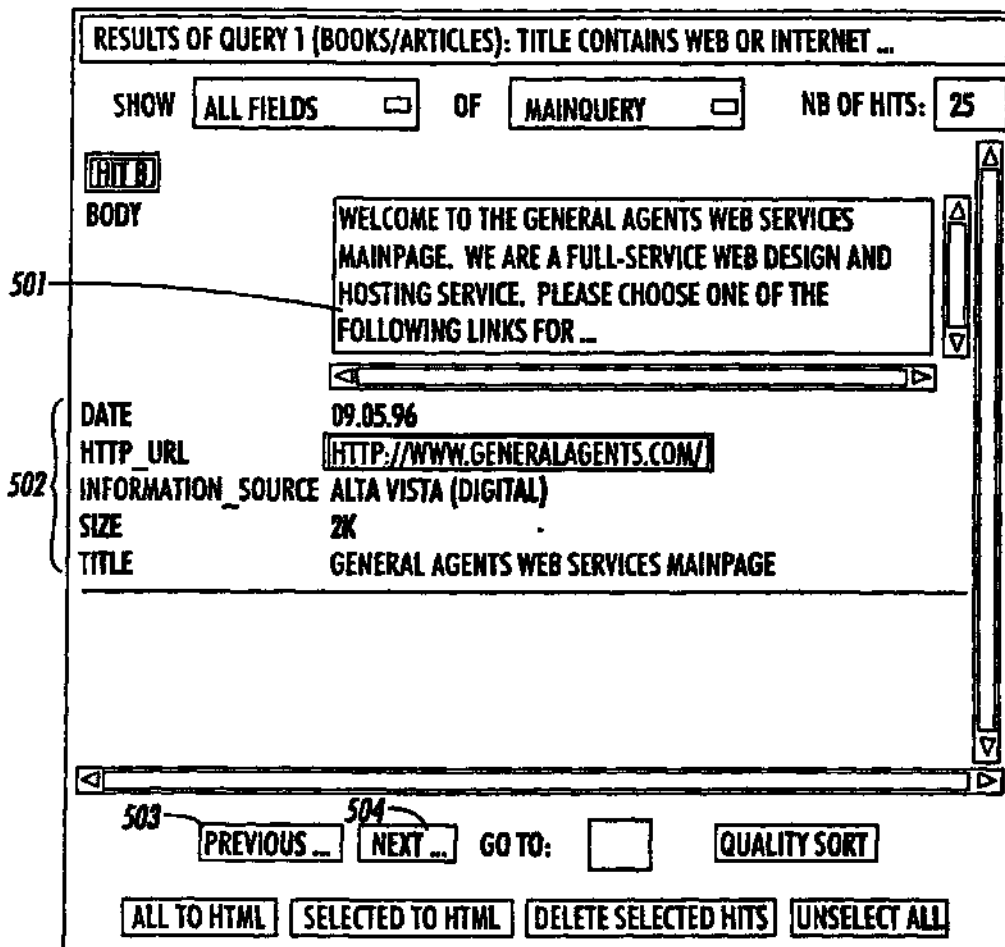 RESULTS OF QUERY 1 (BOOKS/ARTICLES): TITLE CONTAINS WEB OR INTERNET ...
SHOW ALL FIELDS OF MAINQUERY NB OF HITS: 25
HIT 8
BODY
WELCOME TO THE GENERAL AGENTS WEB SERVICES
MAINPAGE. WE ARE A FULL-SERVICE WEB DESIGN AND
501
HOSTING SERVICE. PLEASE CHOOSE ONE OF THE
FOLLOWING LINKS FOR ...
DATE 09.05.96
HTTP_URL HTTP://WWW.GENERALAGENTS.COM/
502
INFORMATION_SOURCE ALTA VISTA (DIGITAL)
SIZE 2K
TITLE GENERAL AGENTS WEB SERVICES MAINPAGE
503 504
PREVIOUS ... NEXT ... GO TO: QUALITY SORT
ALL TO HTML SELECTED TO HTML DELETE SELECTED HITS UNSELECT ALL